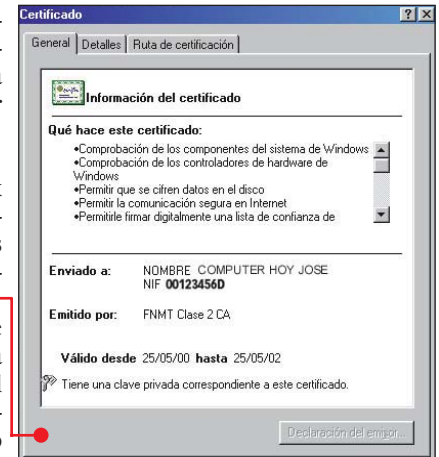 Certificado
General Detalles Ruta de certificación
Información del certificado
Qué hace este certificado:
•Comprobación de los componentes del sistema de Windows
•Comprobación de los controladores de hardware de
Windows
•Permitir que se cifren datos en el disco
•Permitir la comunicación segura en Internet
•Permitirle firmar digitalmente una lista de confianza de
Enviado a: NOMBRE COMPUTER HOY JOSE
NIF 00123456D
Emitido por: FNMT Clase 2 CA
Válido desde 25/05/00 hasta 25/05/02
Tiene una clave privada correspondiente a este certificado.
Declaración del emisor...